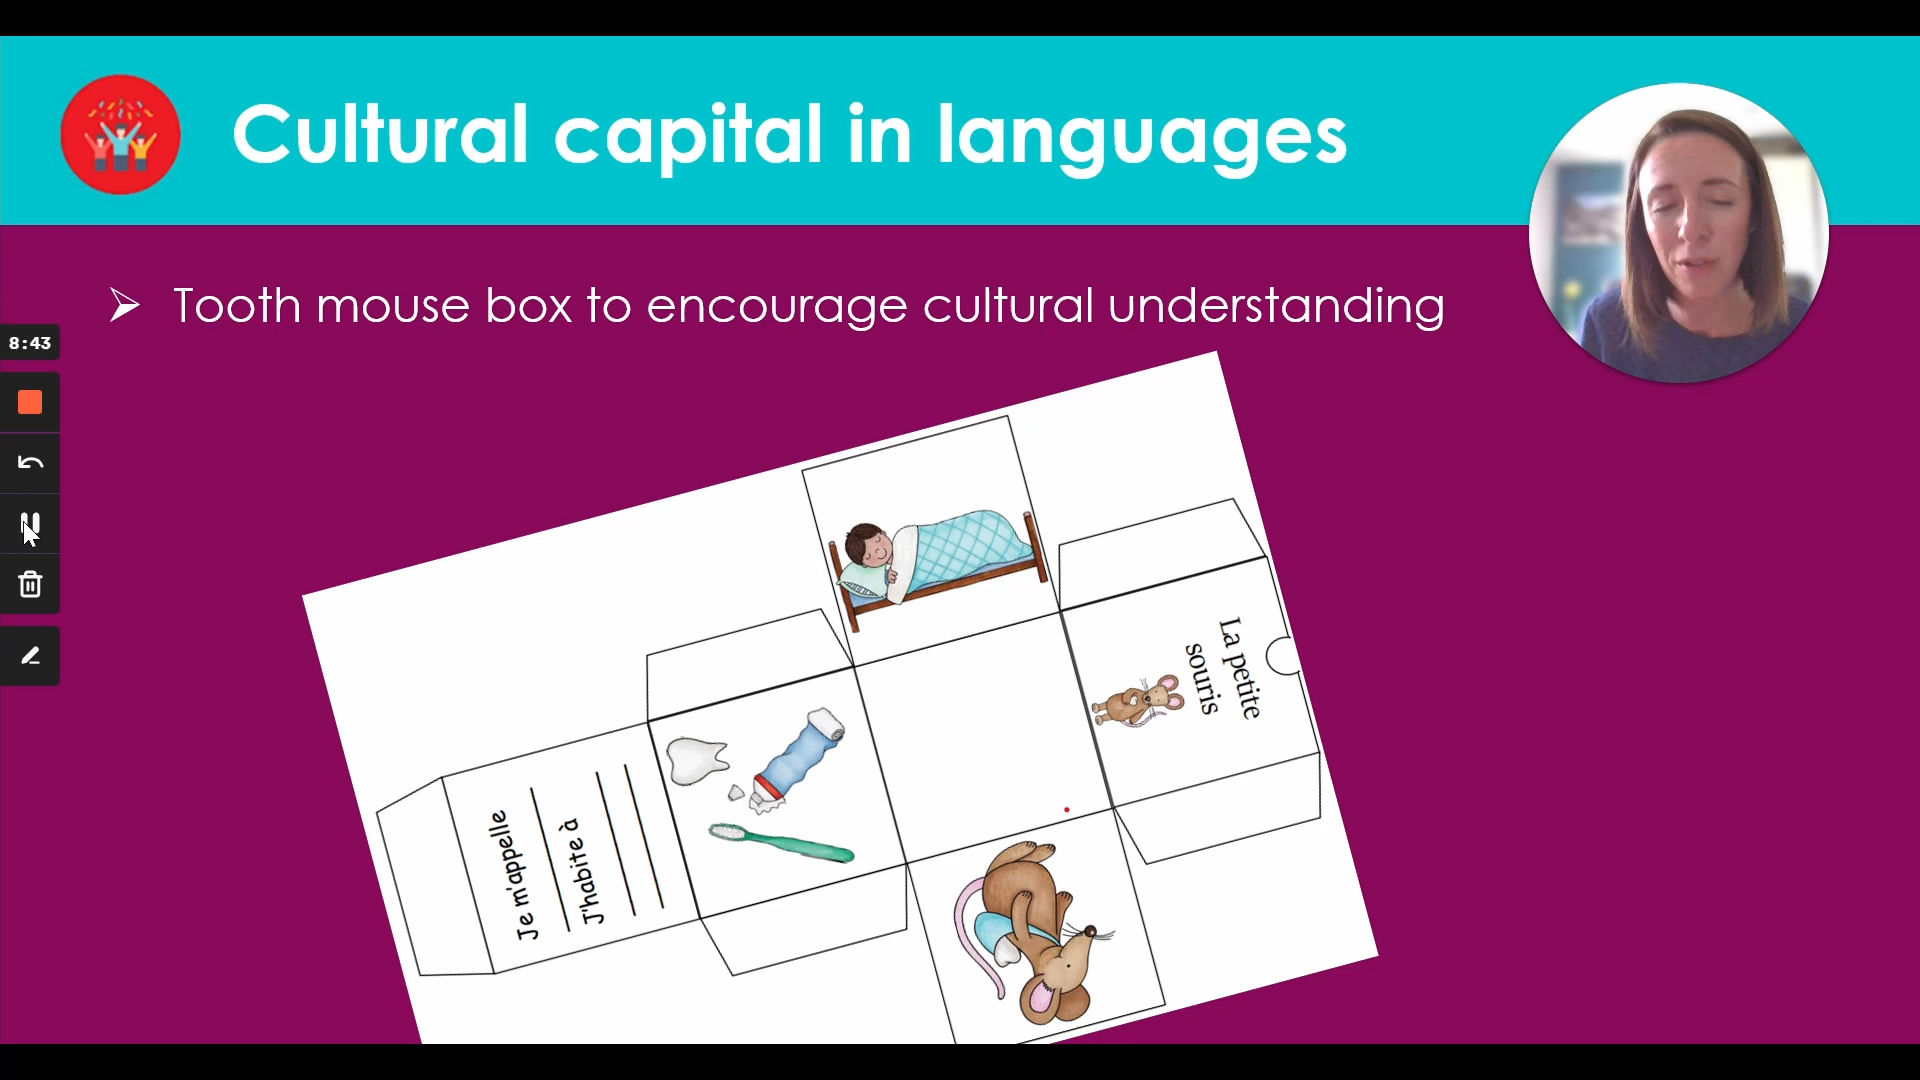 Cultural capital in languages
Tooth mouse box to encourage cultural understanding
8:43
La petite
souris
Je m'appelle
J'habite à